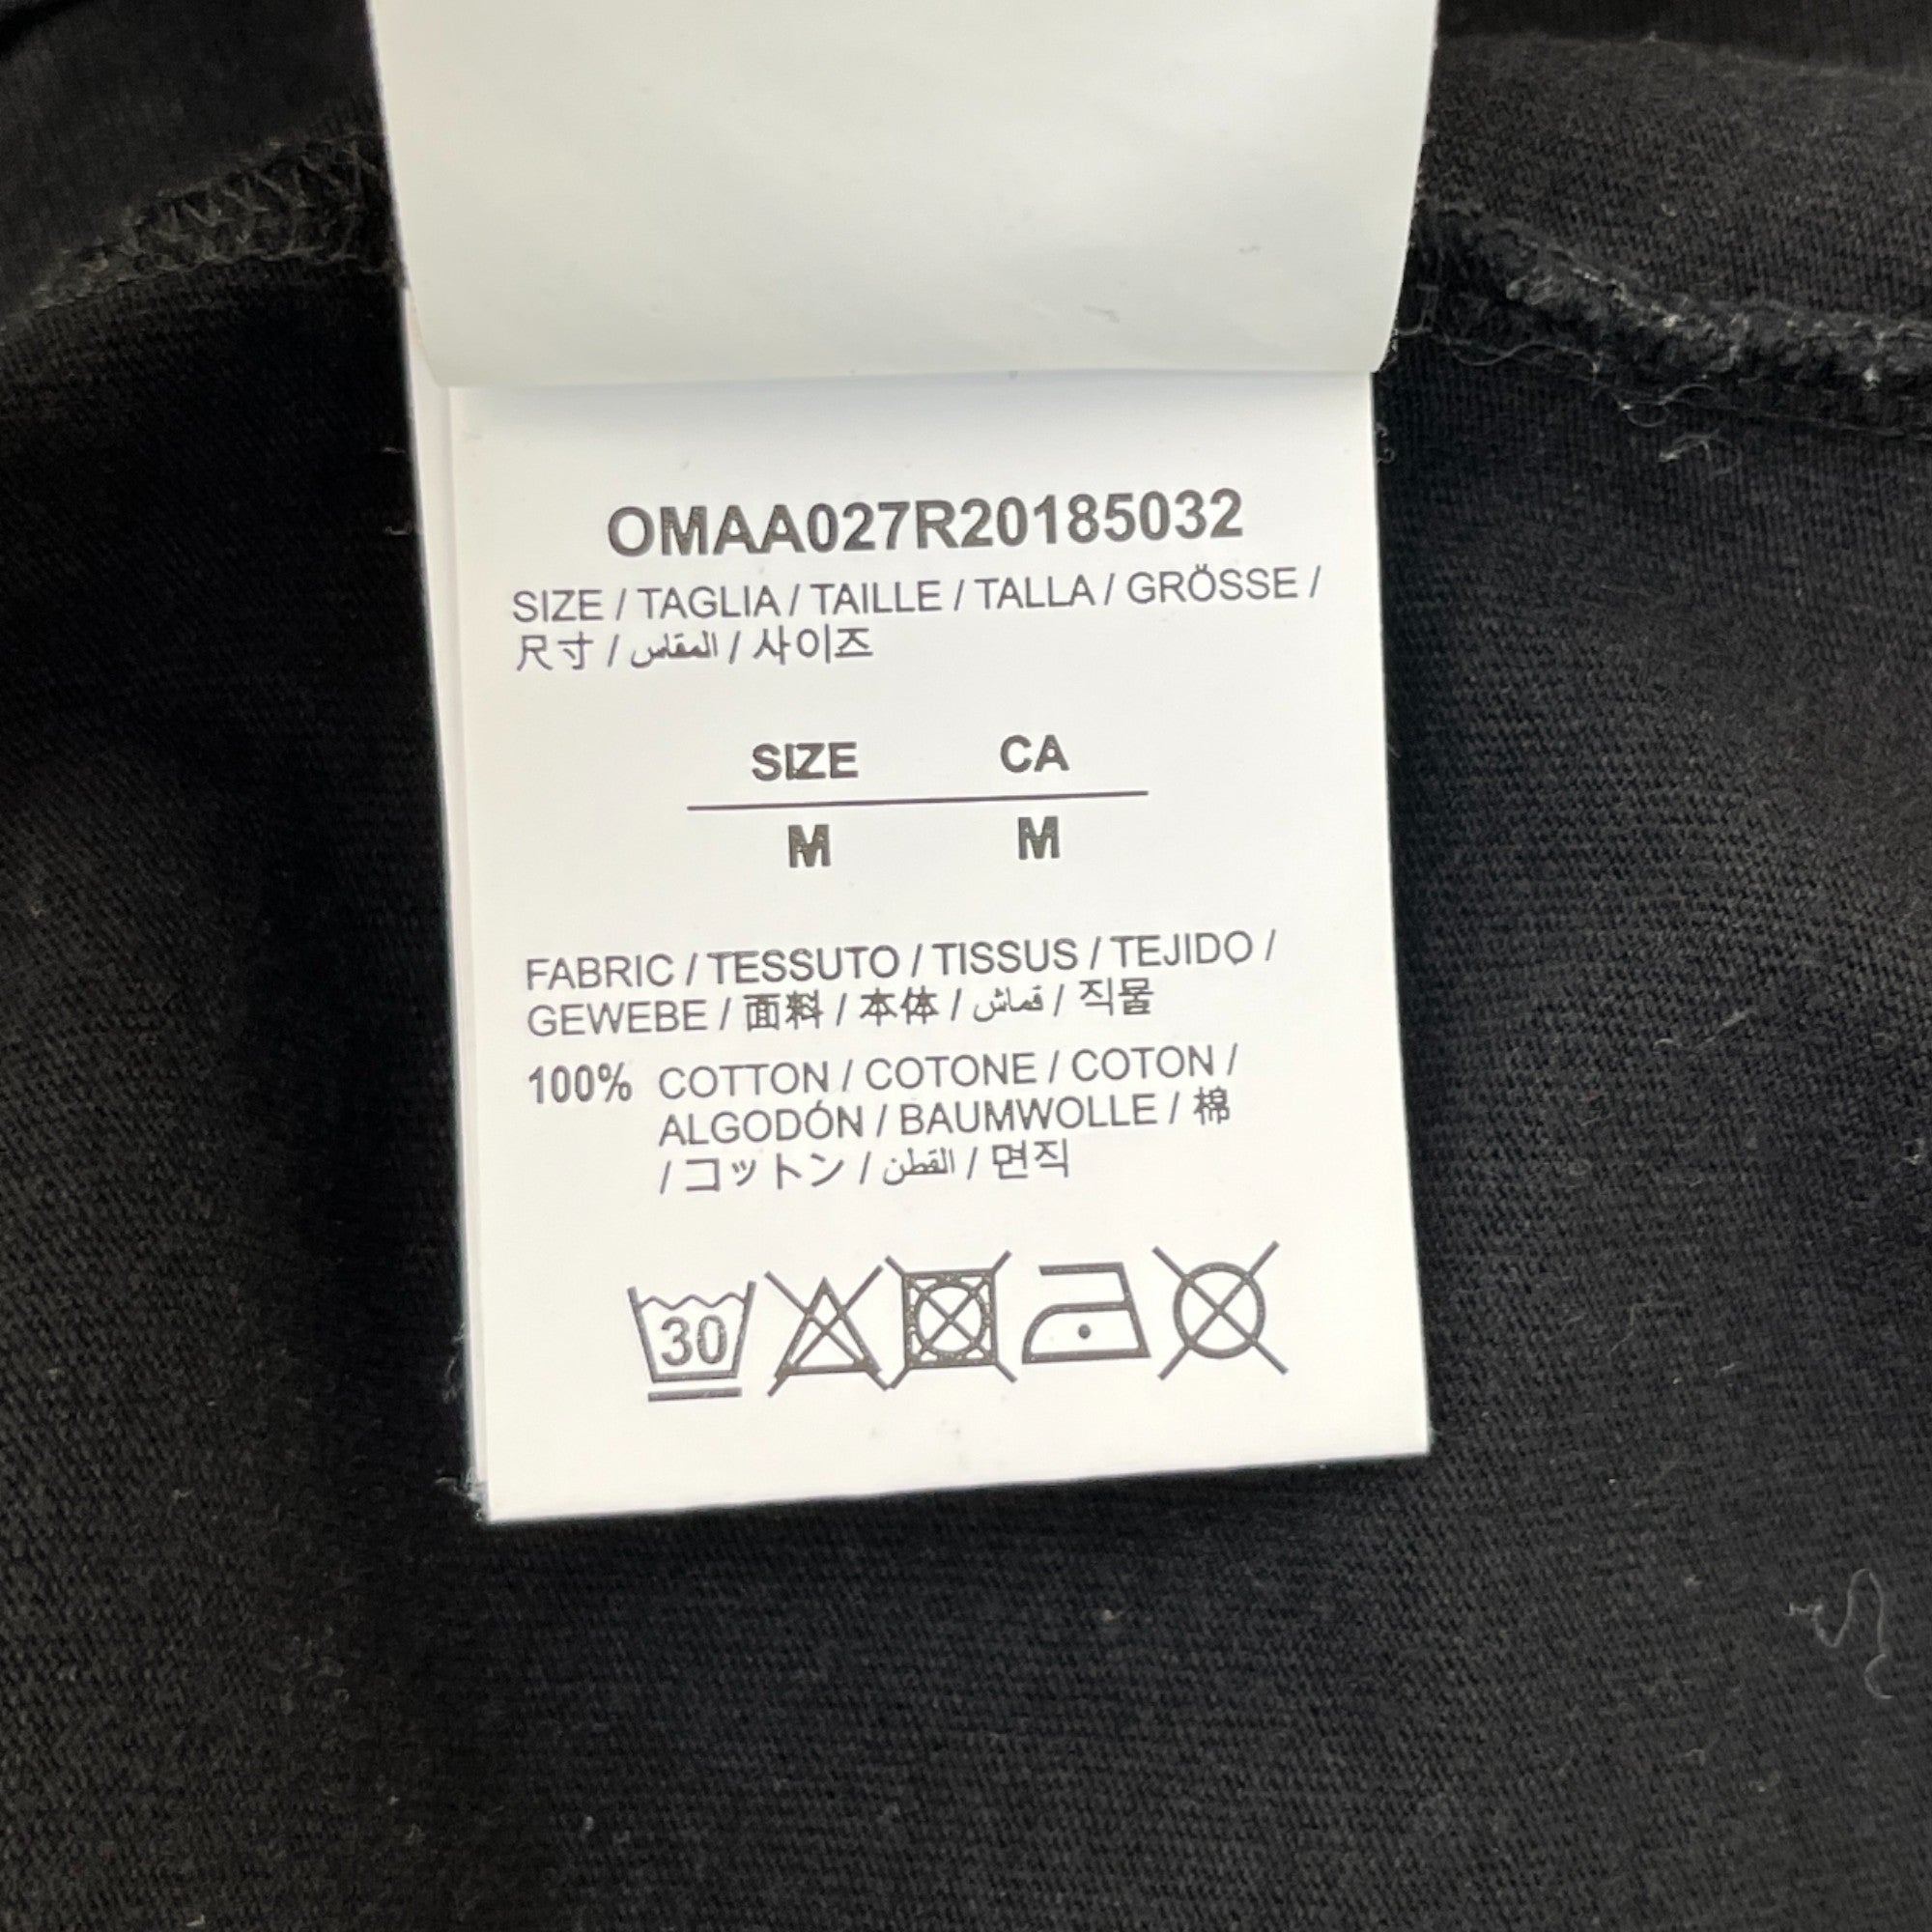 OMAA027R20185032
SIZE / TAGLIA / TAILLE / TALLA / GRÖSSE /
尺寸 / المقاس / 사이즈
SIZE CA
M M
FABRIC / TESSUTO / TISSUS / TEJIDO /
GEWEBE / 面料 / 本体 / قماش / 직물
100% COTTON / COTONE / COTON /
ALGODÓN / BAUMWOLLE / 棉
/ コットン / القطن / 면직
30